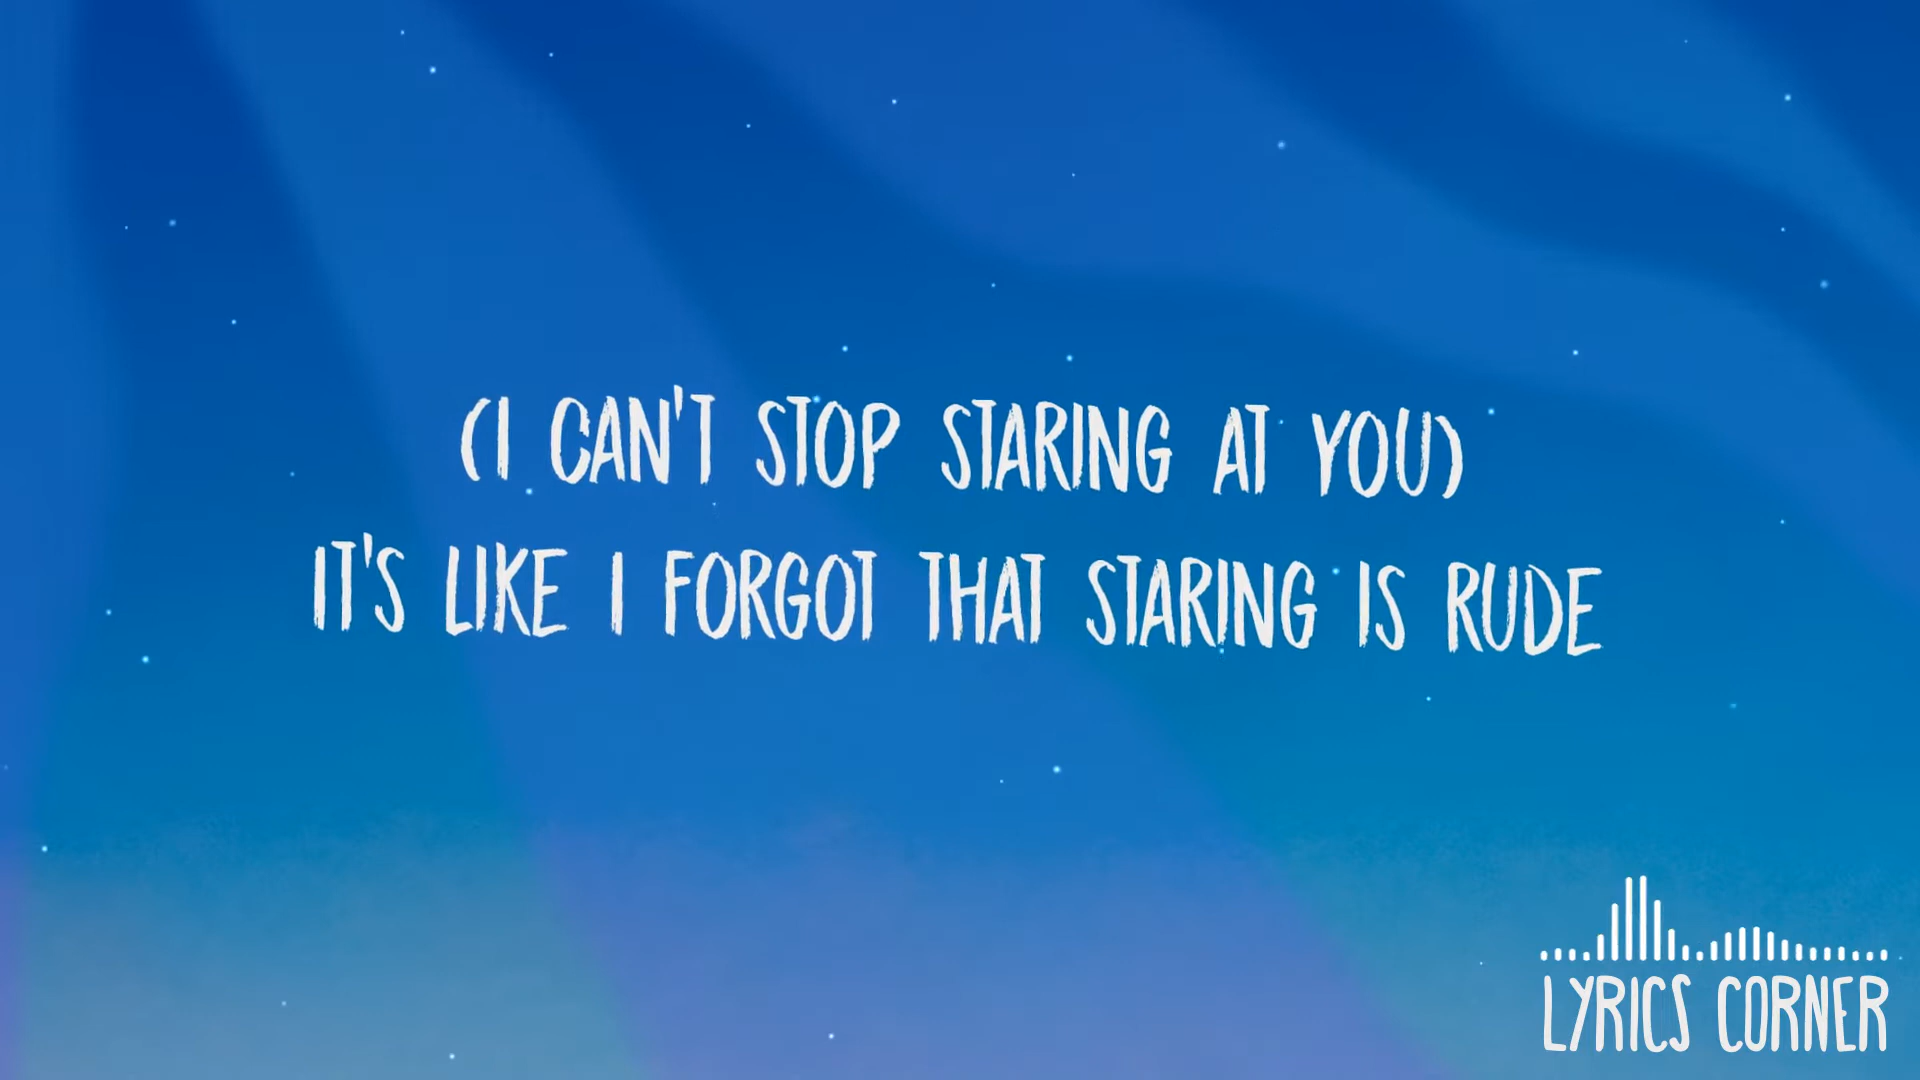 (I CAN'T STOP STARING AT YOU)
IT'S LIKE I FORGOT THAT STARING IS RUDE
LYRICS CORNER